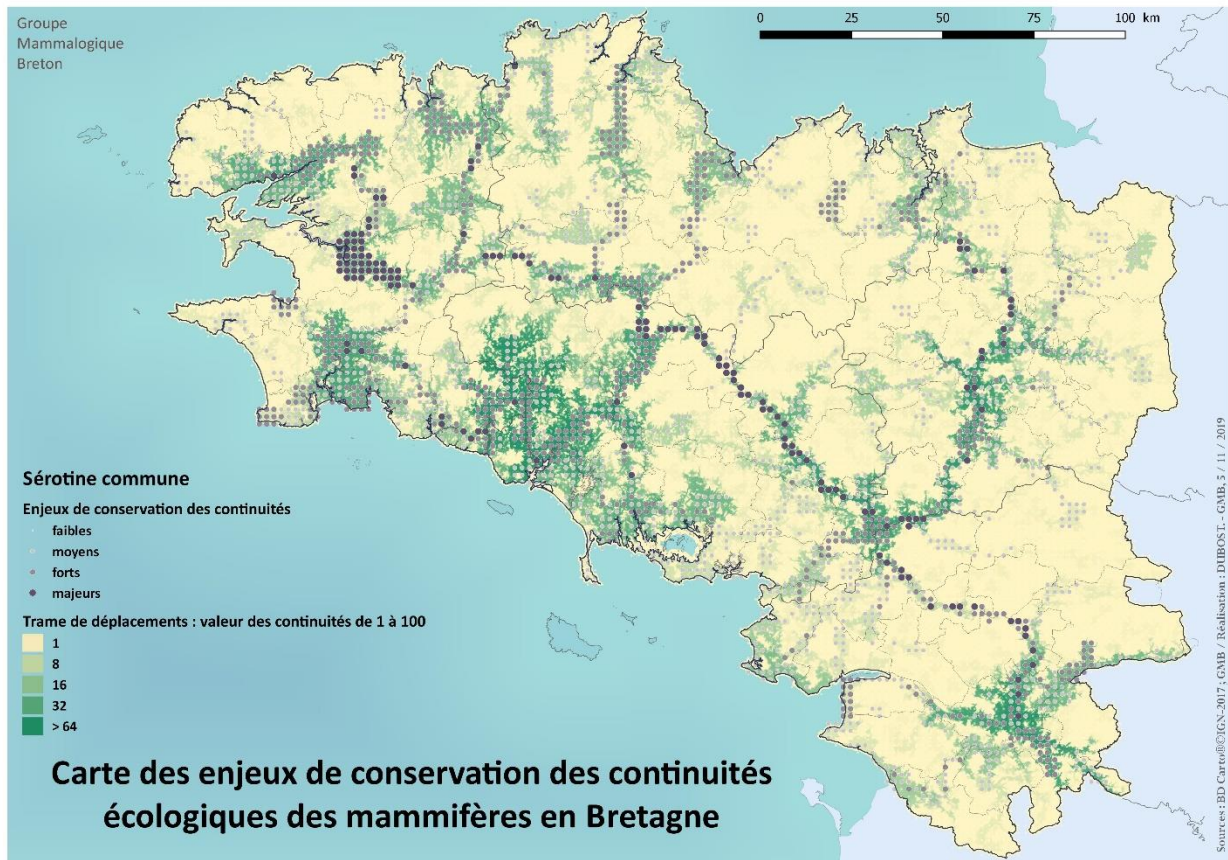 Groupe
Mammalogique
Breton
0 25 50 75 100 km
Sérotine commune
Enjeux de conservation des continuités
faibles
moyens
forts
majeurs
Trame de déplacements : valeur des continuités de 1 à 100
1
8
16
32
> 64
Carte des enjeux de conservation des continuités
écologiques des mammifères en Bretagne
Sources : BD Carto®©IGN-2017 ; GMB / Réalisation : DUBOST. - GMB, 5 / 11 / 2019